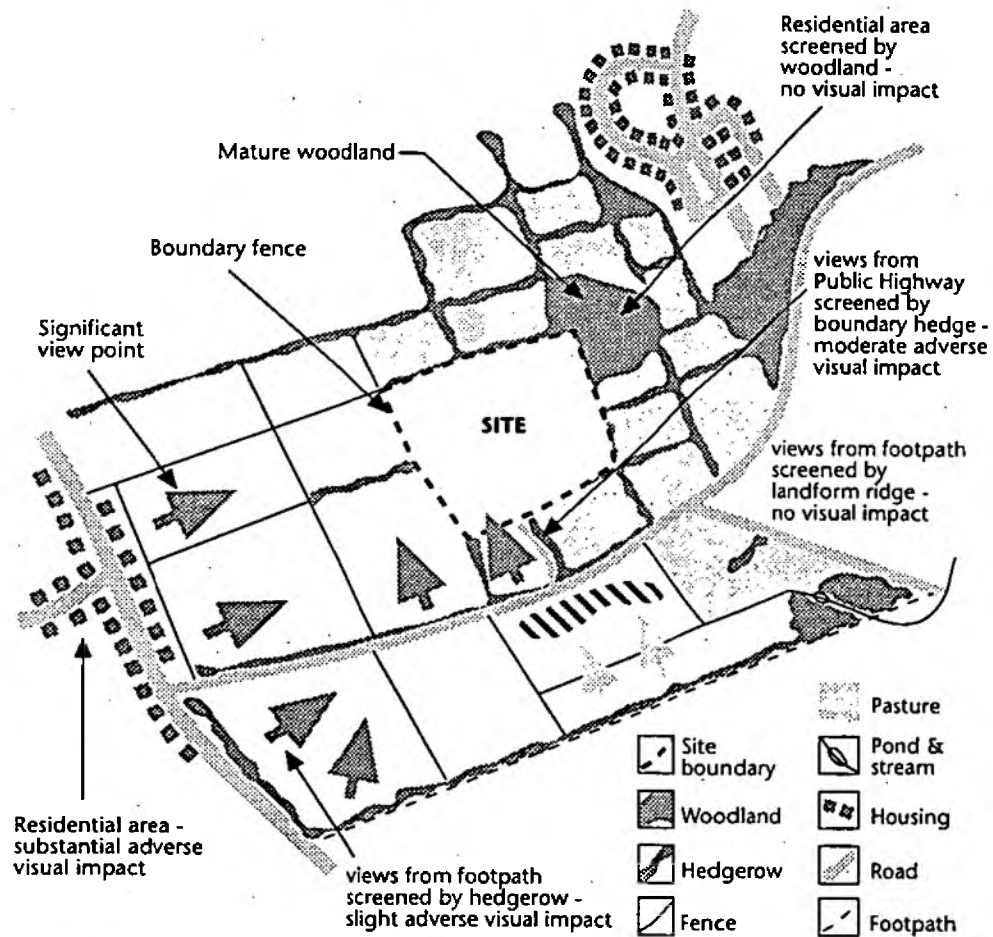 Residential area
screened by
woodland -
no visual impact
Mature woodland
Boundary fence
views from
Public Highway
screened by
boundary hedge -
moderate adverse
visual impact
Significant
view point
SITE
views from footpath
screened by
landform ridge -
no visual impact
Residential area -
substantial adverse
visual impact
views from footpath
screened by hedgerow -
slight adverse visual impact
Site
boundary
Woodland
Hedgerow
Fence
Pasture
Pond &
stream
Housing
Road
Footpath